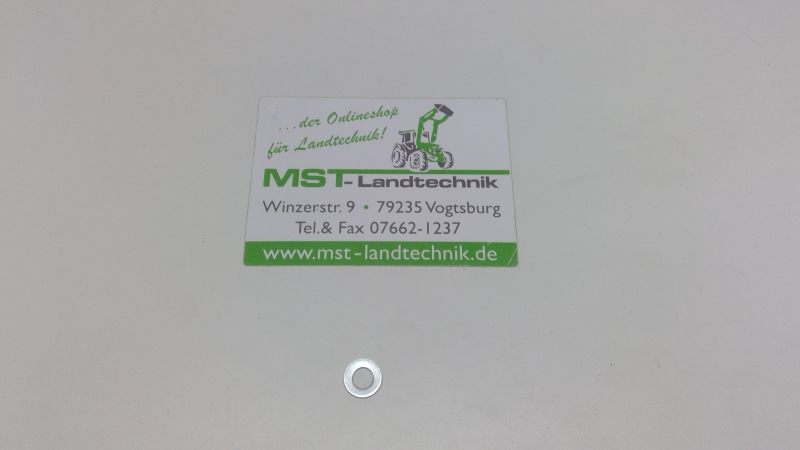 ...der Onlineshop
für Landtechnik!
MST-Landtechnik
Winzerstr. 9 • 79235 Vogtsburg
Tel.& Fax 07662-1237
www.mst-landtechnik.de